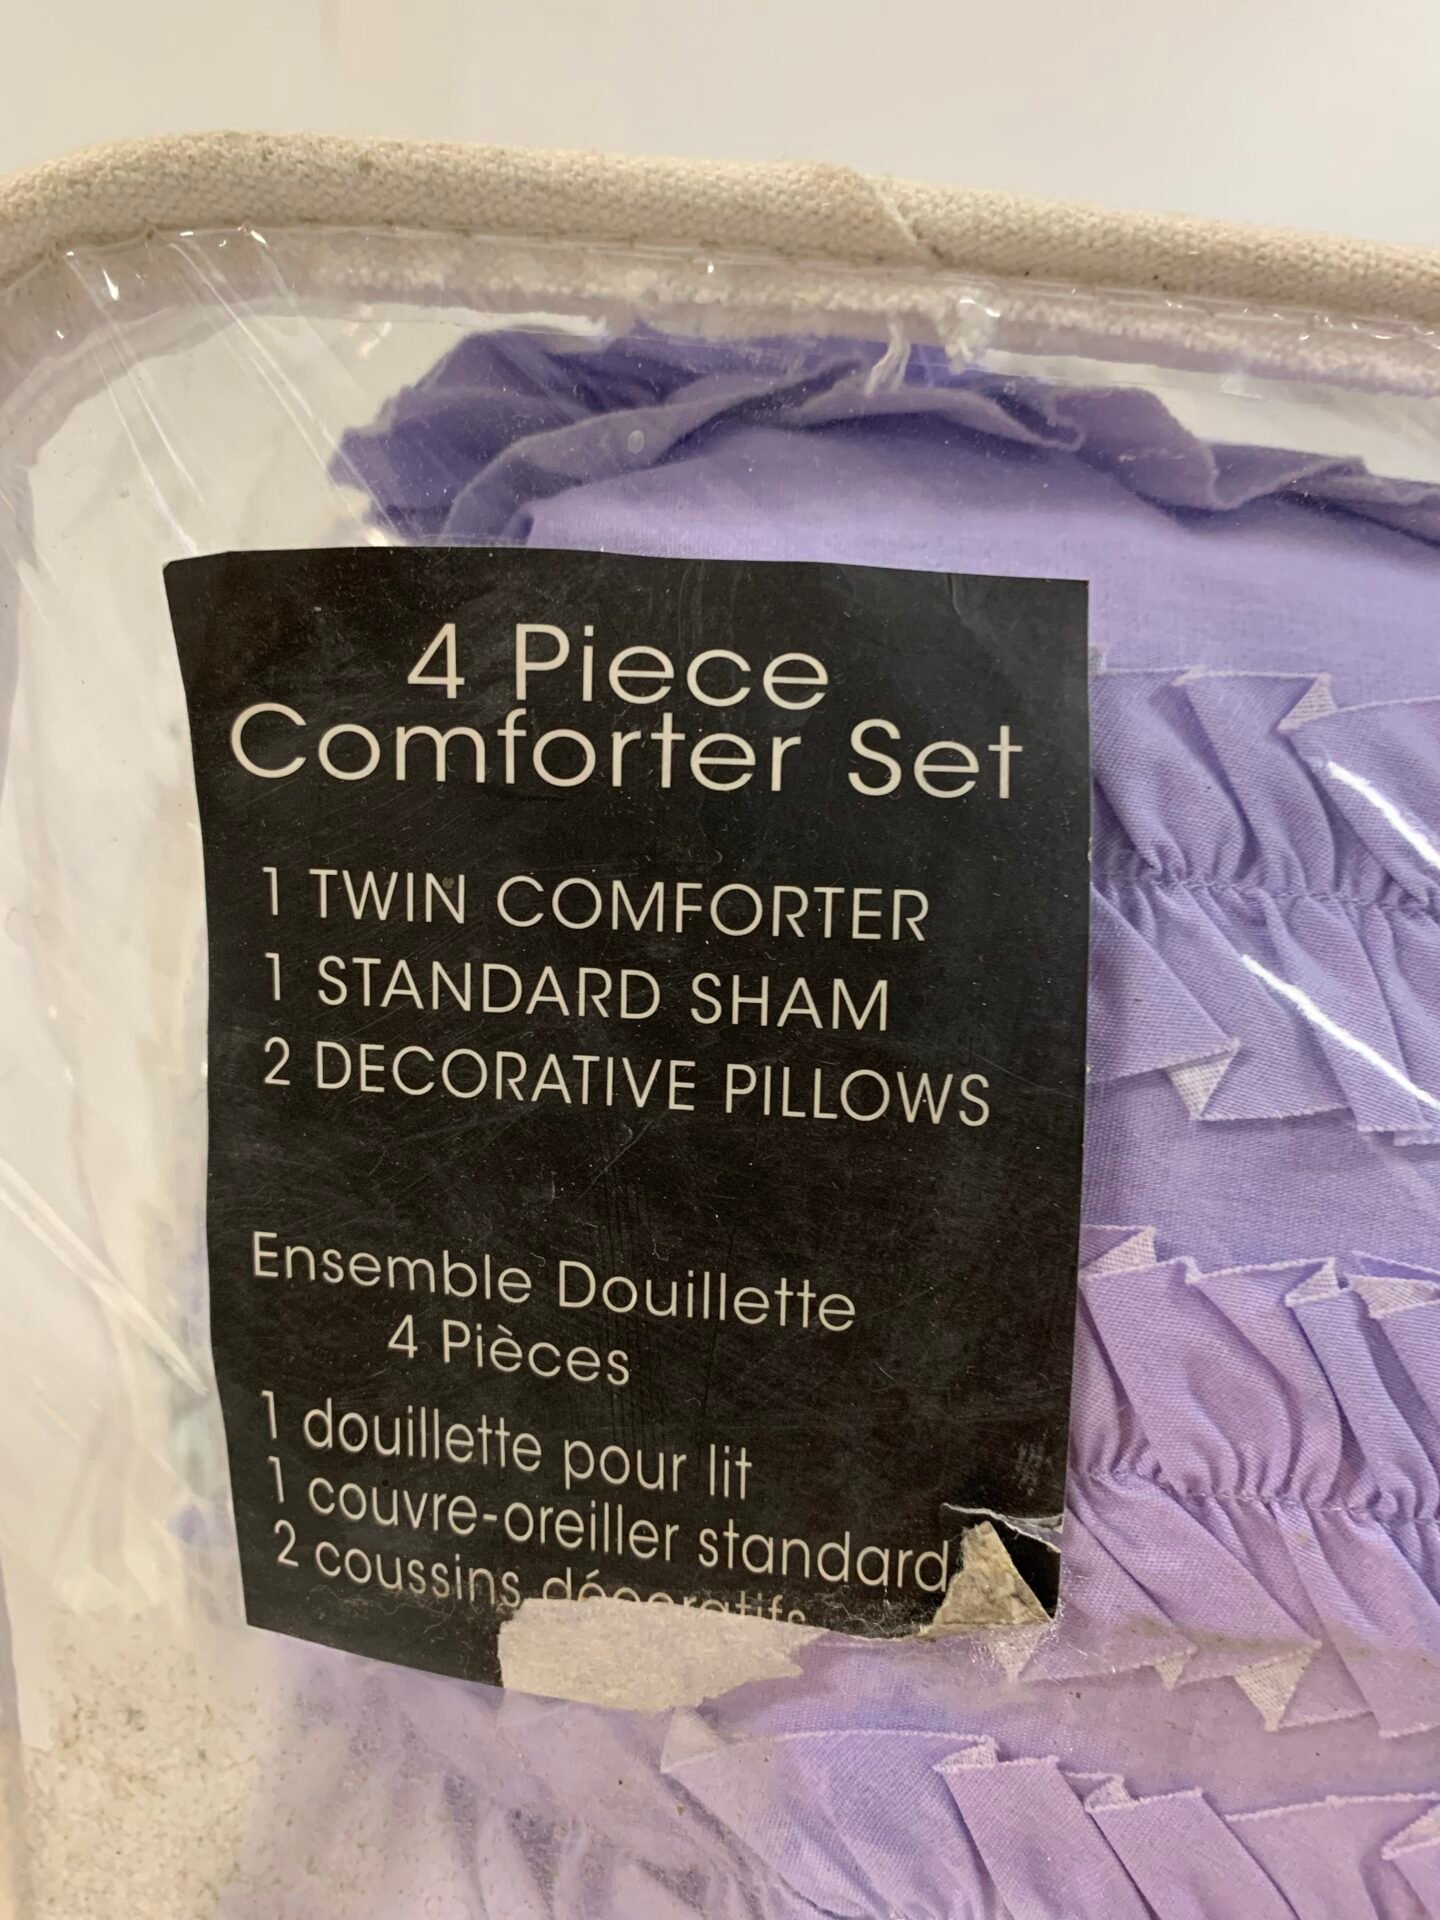 4 Piece
Comforter Set
1 TWIN COMFORTER
1 STANDARD SHAM
2 DECORATIVE PILLOWS
Ensemble Douillette
4 Pièces
1 douillette pour lit
1 couvre-oreiller standard
2 coussins décoratifs